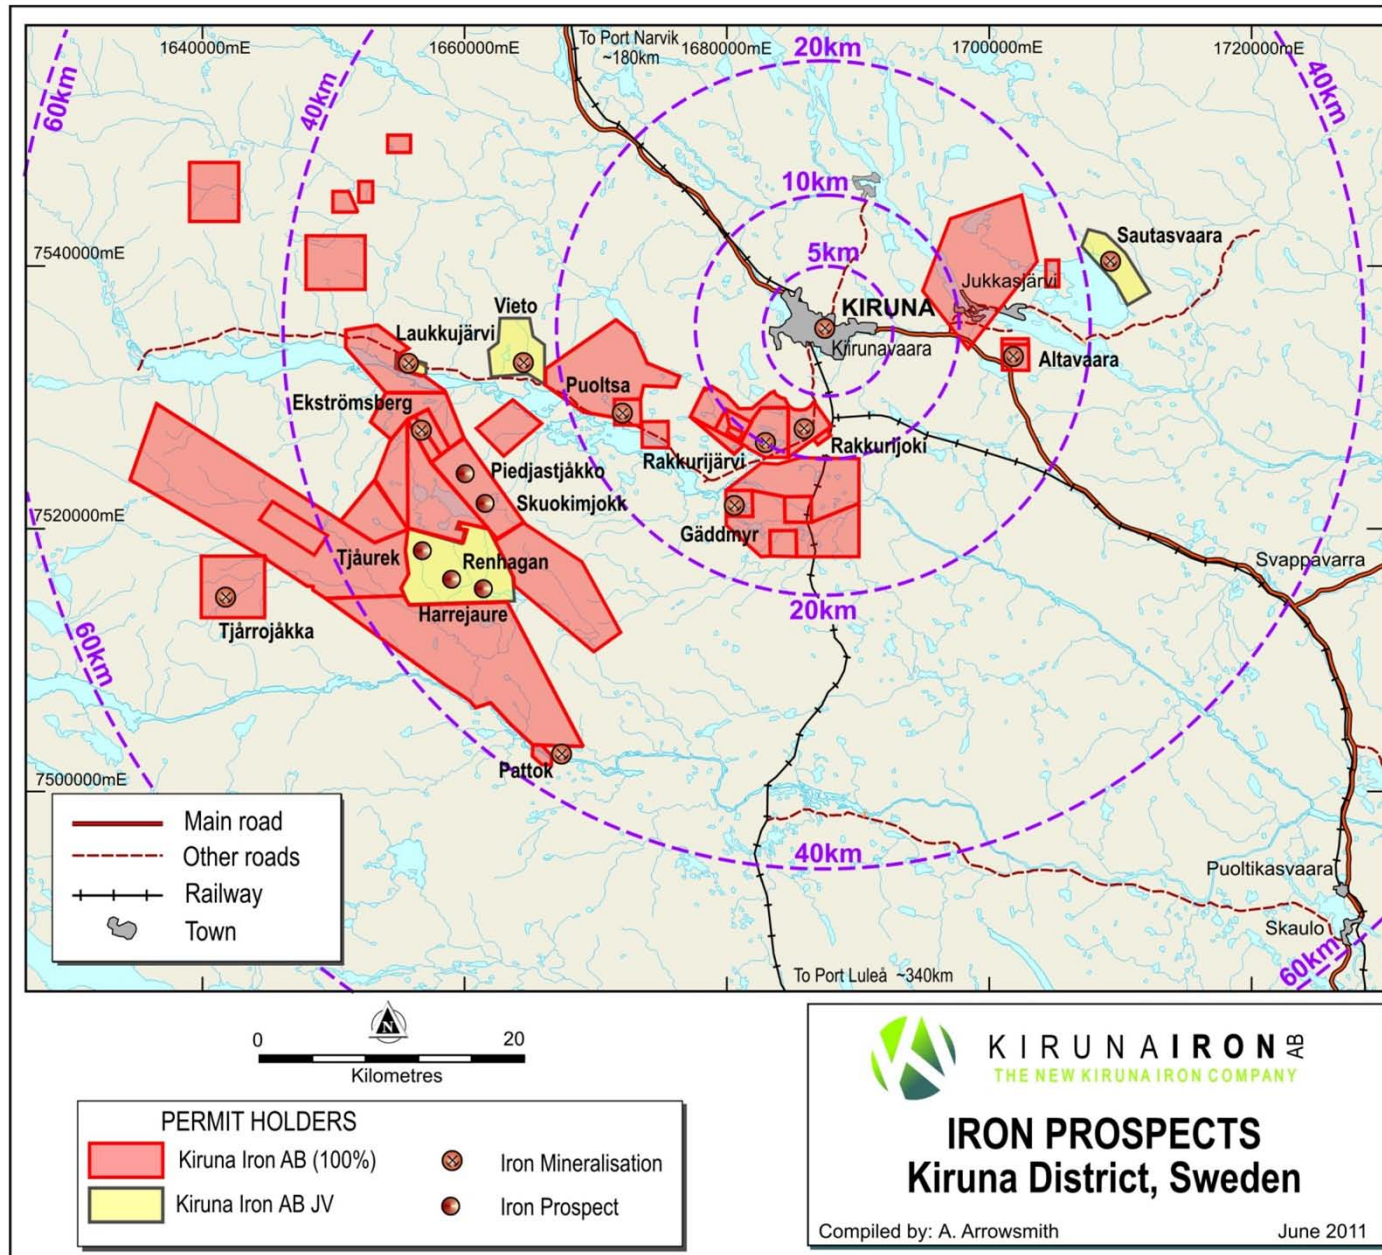 1640000mE
1660000mE
To Port Narvik
~180km
1680000mE
20km
1700000mE
1720000mE
40km
60km
40km
10km
5km
7540000mE
Sautasvaara
Jukkasjärvi
Vieto
KIRUNA
Kiirunavaara
Laukkujärvi
Altavaara
Puoltsa
Ekströmsberg
Rakkurijärvi
Rakkurijoki
Piedjastjåkko
Skuokimjokk
7520000mE
Gäddmyr
Tjåurek
Renhagan
Svappavarra
Harrejaure
20km
Tjårrojåkka
60km
Pattok
7500000mE
40km
Main road
Other roads
Railway
Town
Puoltikasvaara
Skaulo
60km
To Port Luleå ~340km
N
0 20
Kilometres
KIRUNAIRON AB
THE NEW KIRUNA IRON COMPANY
PERMIT HOLDERS
Kiruna Iron AB (100%)
Iron Mineralisation
Kiruna Iron AB JV
Iron Prospect
IRON PROSPECTS
Kiruna District, Sweden
Compiled by: A. Arrowsmith June 2011